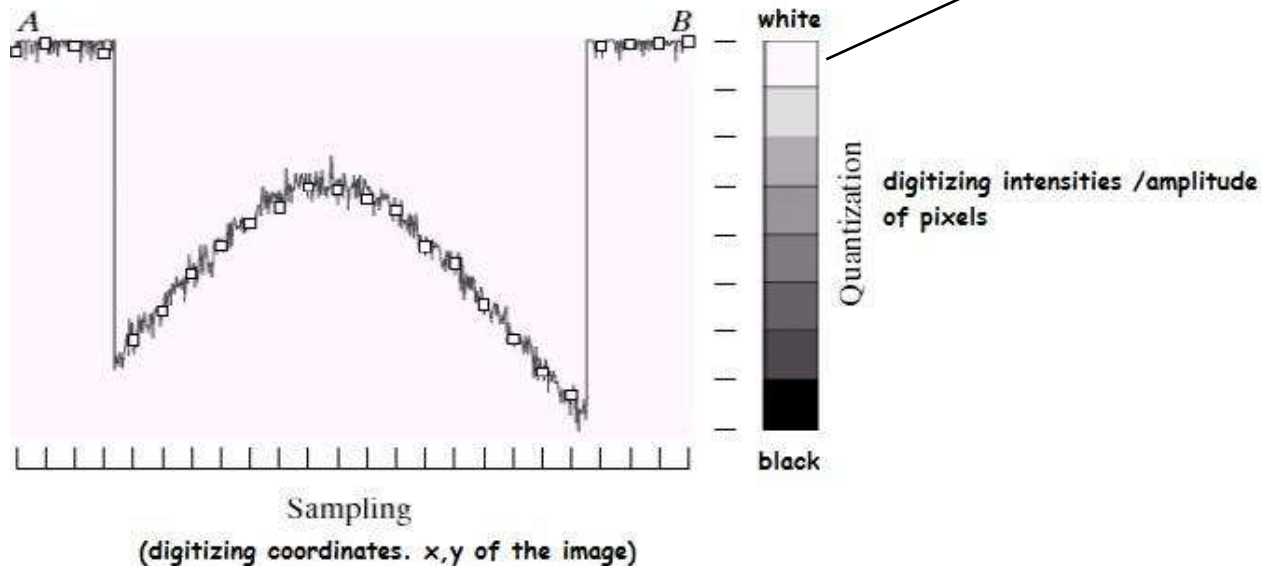 A
B
white
Quantization
digitizing intensities /amplitude
of pixels
black
Sampling
(digitizing coordinates. x,y of the image)